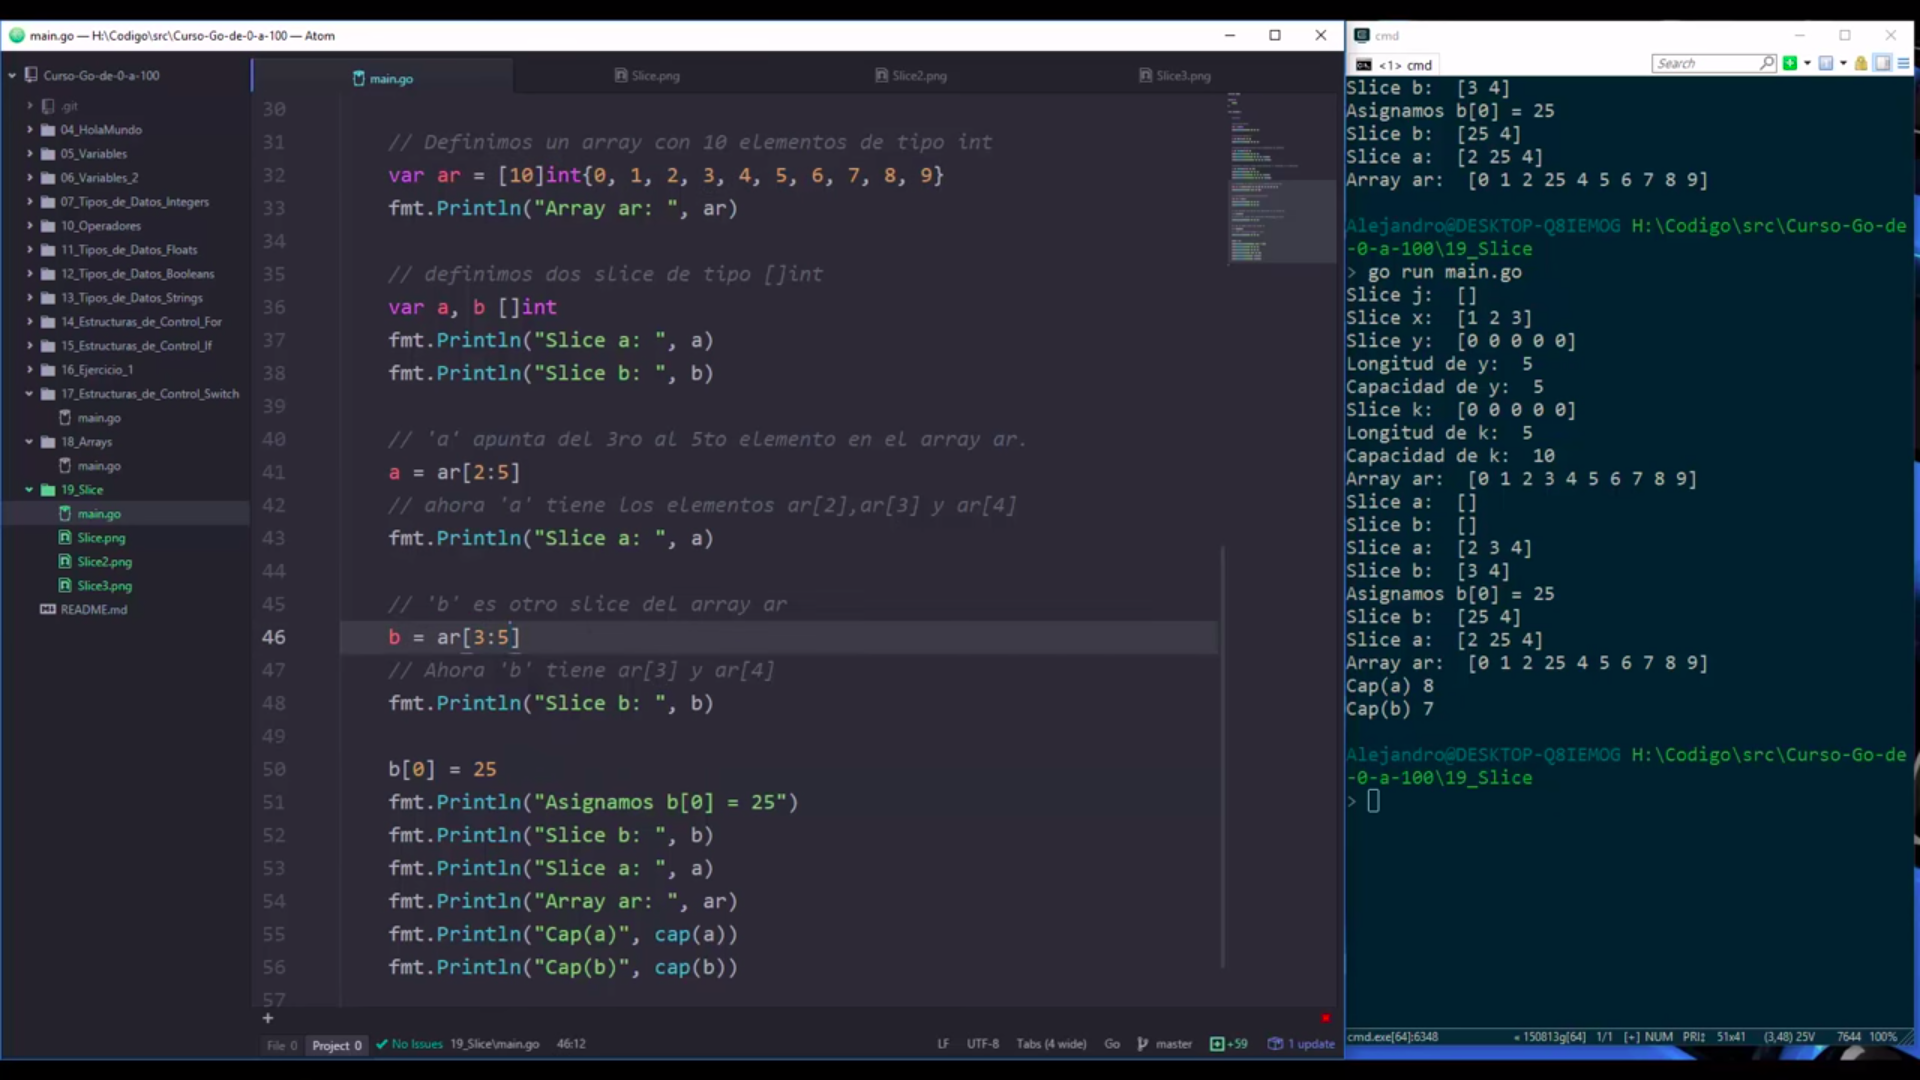 main.go — H:\Codigo\src\Curso-Go-de-0-a-100 — Atom
Curso-Go-de-0-a-100
.git
04_HolaMundo
05_Variables
06_Variables_2
07_Tipos_de_Datos_Integers
10_Operadores
11_Tipos_de_Datos_Floats
12_Tipos_de_Datos_Booleans
13_Tipos_de_Datos_Strings
14_Estructuras_de_Control_For
15_Estructuras_de_Control_If
16_Ejercicio_1
17_Estructuras_de_Control_Switch
main.go
18_Arrays
main.go
19_Slice
main.go
Slice.png
Slice2.png
Slice3.png
README.md
main.go Slice.png Slice2.png Slice3.png
30
31 // Definimos un array con 10 elementos de tipo int
32 var ar = [10]int{0, 1, 2, 3, 4, 5, 6, 7, 8, 9}
33 fmt.Println("Array ar: ", ar)
34
35 // definimos dos slice de tipo []int
36 var a, b []int
37 fmt.Println("Slice a: ", a)
38 fmt.Println("Slice b: ", b)
39
40 // 'a' apunta del 3ro al 5to elemento en el array ar.
41 a = ar[2:5]
42 // ahora 'a' tiene los elementos ar[2],ar[3] y ar[4]
43 fmt.Println("Slice a: ", a)
44
45 // 'b' es otro slice del array ar
46 b = ar[3:5]
47 // Ahora 'b' tiene ar[3] y ar[4]
48 fmt.Println("Slice b: ", b)
49
50 b[0] = 25
51 fmt.Println("Asignamos b[0] = 25")
52 fmt.Println("Slice b: ", b)
53 fmt.Println("Slice a: ", a)
54 fmt.Println("Array ar: ", ar)
55 fmt.Println("Cap(a)", cap(a))
56 fmt.Println("Cap(b)", cap(b))
57
+
File 0 Project 0 No Issues 19_Slice\main.go 46:12 LF UTF-8 Tabs (4 wide) Go master +59 1 update
cmd
<1> cmd Search
Slice b: [3 4]
Asignamos b[0] = 25
Slice b: [25 4]
Slice a: [2 25 4]
Array ar: [0 1 2 25 4 5 6 7 8 9]
Alejandro@DESKTOP-Q8IEMOG H:\Codigo\src\Curso-Go-de
-0-a-100\19_Slice
> go run main.go
Slice j: []
Slice x: [1 2 3]
Slice y: [0 0 0 0 0]
Longitud de y: 5
Capacidad de y: 5
Slice k: [0 0 0 0 0]
Longitud de k: 5
Capacidad de k: 10
Array ar: [0 1 2 3 4 5 6 7 8 9]
Slice a: []
Slice b: []
Slice a: [2 3 4]
Slice b: [3 4]
Asignamos b[0] = 25
Slice b: [25 4]
Slice a: [2 25 4]
Array ar: [0 1 2 25 4 5 6 7 8 9]
Cap(a) 8
Cap(b) 7
Alejandro@DESKTOP-Q8IEMOG H:\Codigo\src\Curso-Go-de
-0-a-100\19_Slice
>
cmd.exe[64]:6348 « 150813g[64] 1/1 [+] NUM PRI: 51x41 (3,48) 25V 7644 100%